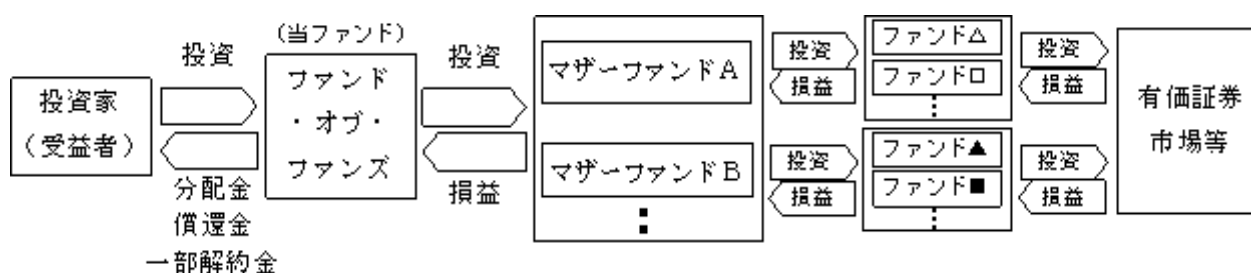 投資家
(受益者)
投資
分配金
償還金
一部解約金
(当ファンド)
ファンド
・オブ・
ファンズ
投資
損益
マザーファンドA
マザーファンドB
投資
損益
投資
損益
ファンド△
ファンド□
ファンド▲
ファンド■
投資
損益
投資
損益
有価証券
市場等